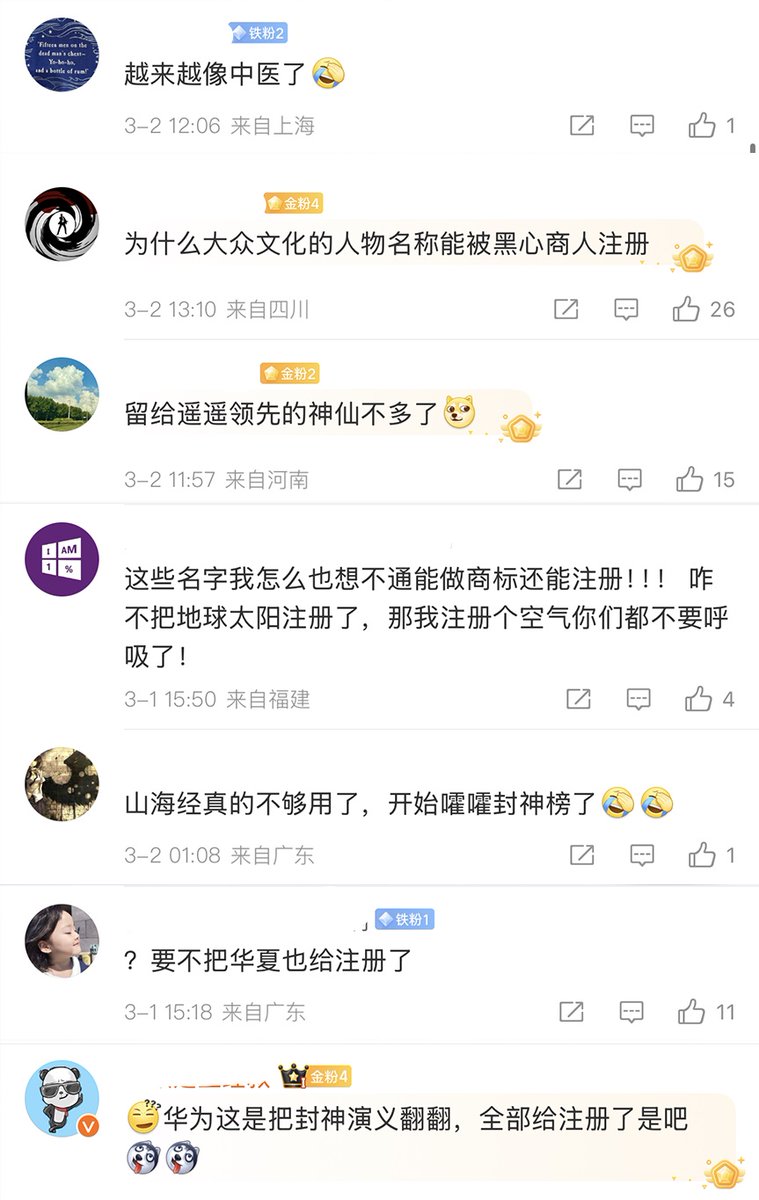 "Fifteen men on the
dead man's chest—
Yo-ho-ho,
and a bottle of rum!"
铁粉2
越来越像中医了
3-2 12:06 来自上海
1
金粉4
为什么大众文化的人物名称能被黑心商人注册
3-2 13:10 来自四川
26
金粉2
留给遥遥领先的神仙不多了
3-2 11:57 来自河南
15
I AM
1 %
这些名字我怎么也想不通能做商标还能注册！！！ 咋
不把地球太阳注册了，那我注册个空气你们都不要呼
吸了！
3-1 15:50 来自福建
4
山海经真的不够用了，开始嚯嚯封神榜了
3-2 01:08 来自广东
1
铁粉1
？要不把华夏也给注册了
3-1 15:18 来自广东
11
金粉4
华为这是把封神演义翻翻，全部给注册了是吧